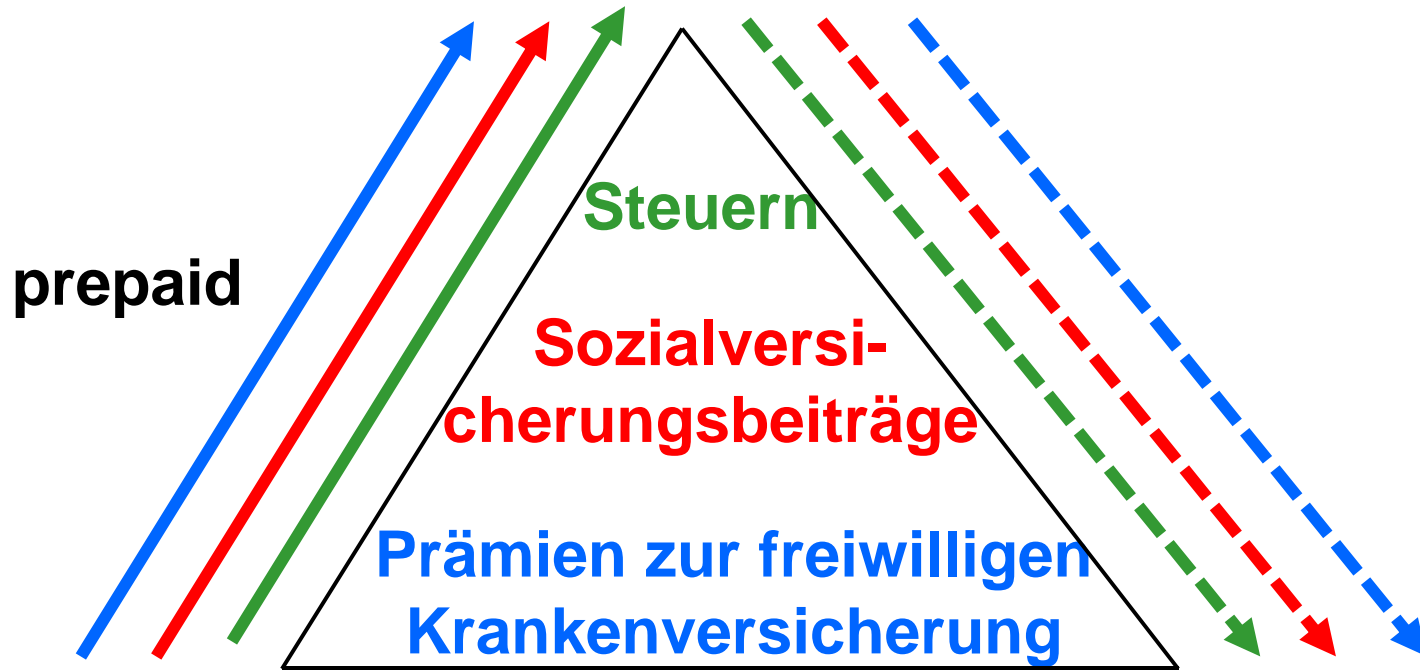 Steuern
prepaid
Sozialversi-
cherungsbeiträge
Prämien zur freiwilligen
Krankenversicherung